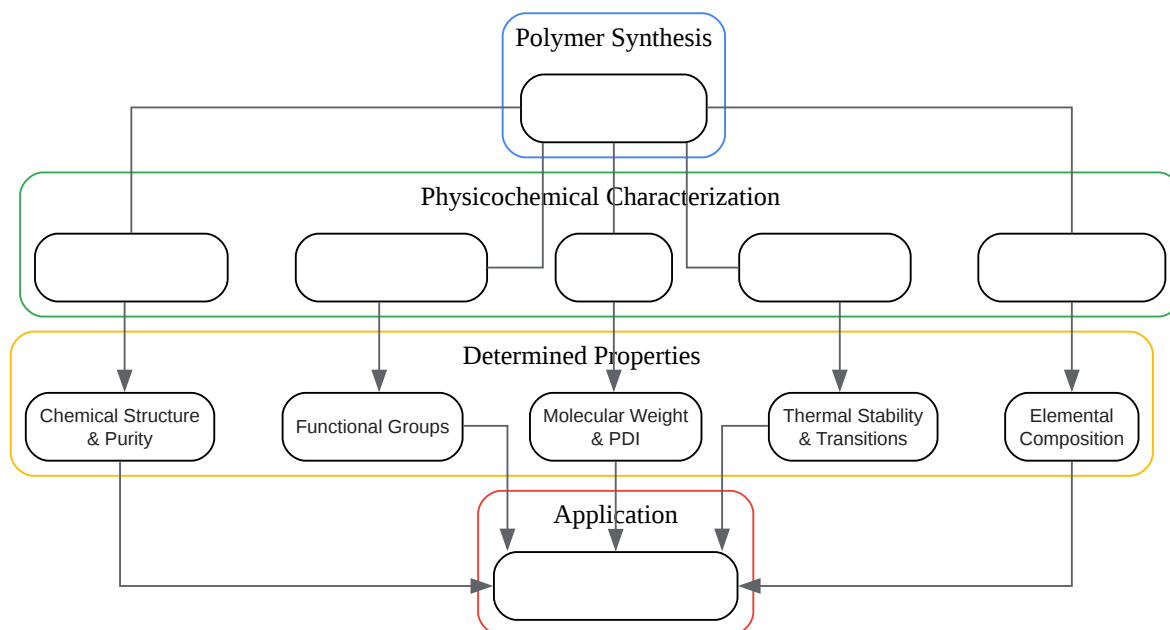 Polymer Synthesis
Physicochemical Characterization
Determined Properties
Chemical Structure
& Purity
Functional Groups
Molecular Weight
& PDI
Thermal Stability
& Transitions
Elemental
Composition
Application